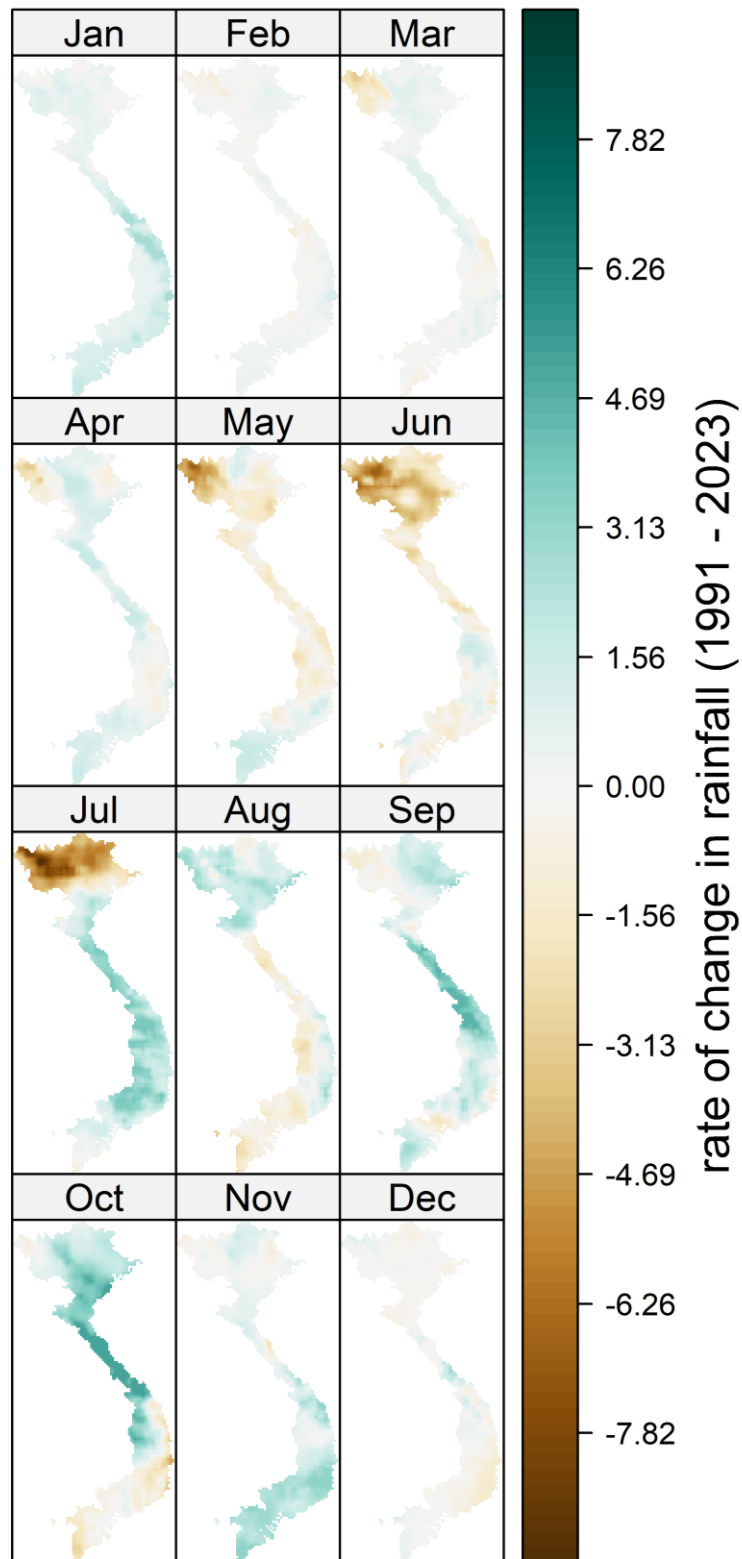 Jan Feb Mar
Apr May Jun
Jul Aug Sep
Oct Nov Dec
7.82
6.26
4.69
3.13
1.56
0.00
-1.56
-3.13
-4.69
-6.26
-7.82
rate of change in rainfall (1991 - 2023)